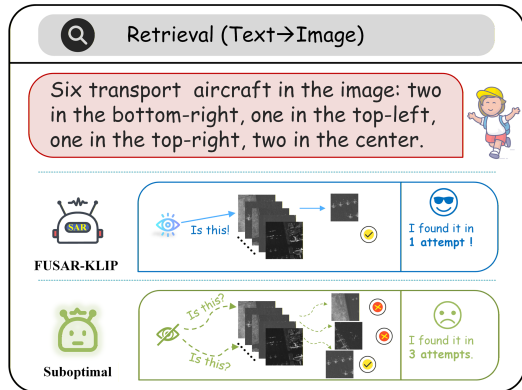 Retrieval (Text→Image)
Six transport aircraft in the image: two
in the bottom-right, one in the top-left,
one in the top-right, two in the center.
SAR
FUSAR-KLIP
Is this!
I found it in
1 attempt !
Suboptimal
Is this?
Is this?
I found it in
3 attempts.